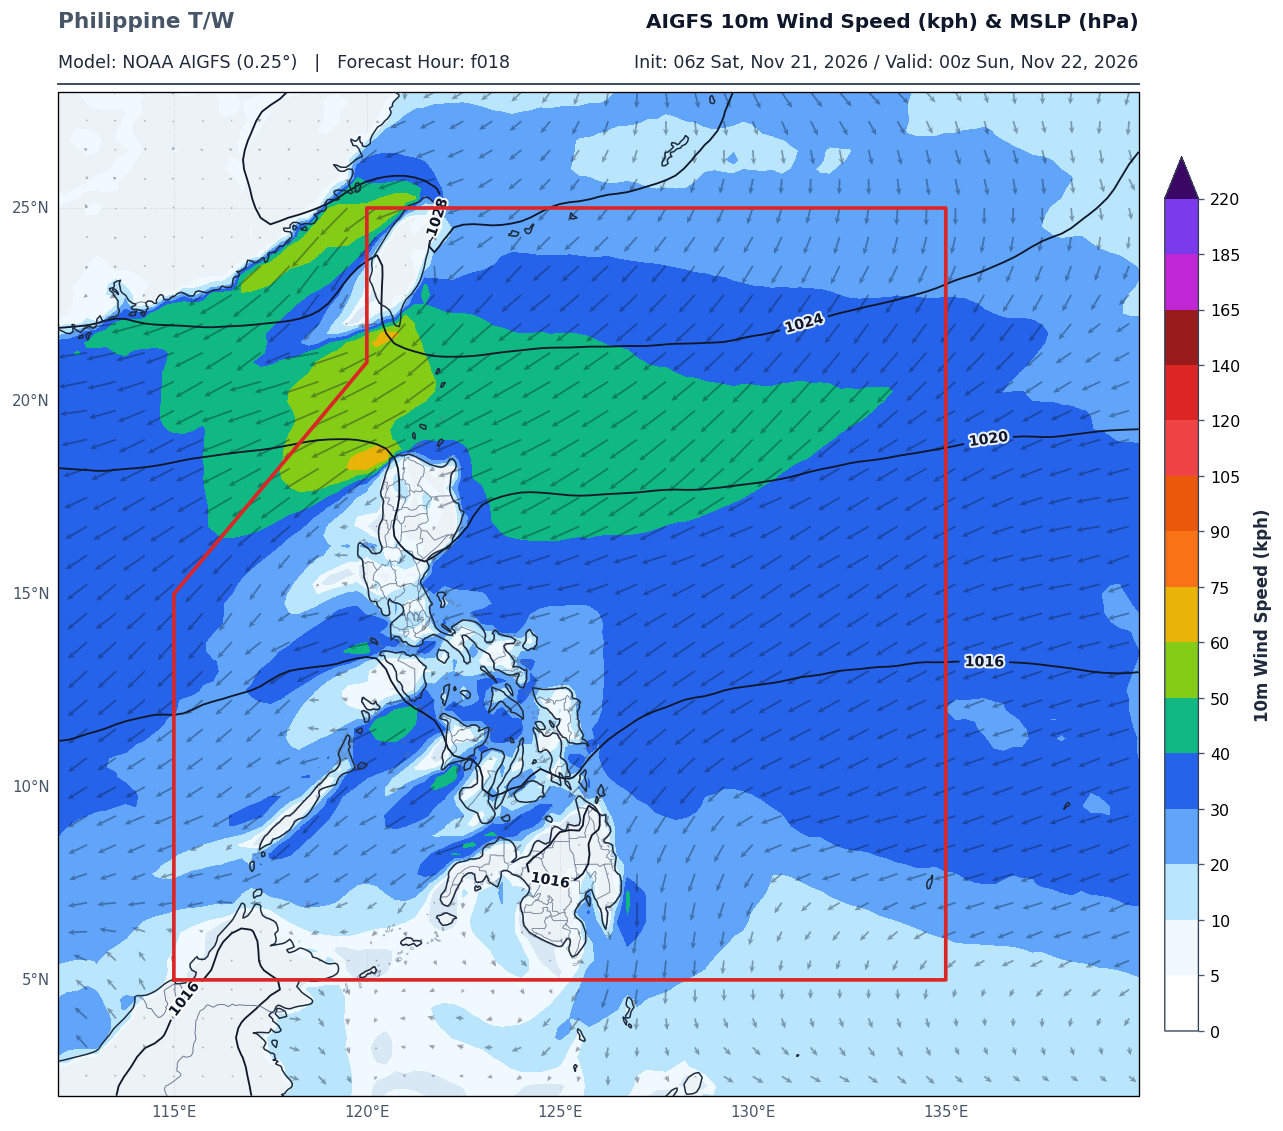 Philippine T/W
AIGFS 10m Wind Speed (kph) & MSLP (hPa)
Model: NOAA AIGFS (0.25°) | Forecast Hour: f018
Init: 06z Sat, Nov 21, 2026 / Valid: 00z Sun, Nov 22, 2026
25°N
20°N
15°N
10°N
5°N
115°E
120°E
125°E
130°E
135°E
1028
1024
1020
1016
1016
1016
220
185
165
140
120
105
90
75
60
50
40
30
20
10
5
0
10m Wind Speed (kph)